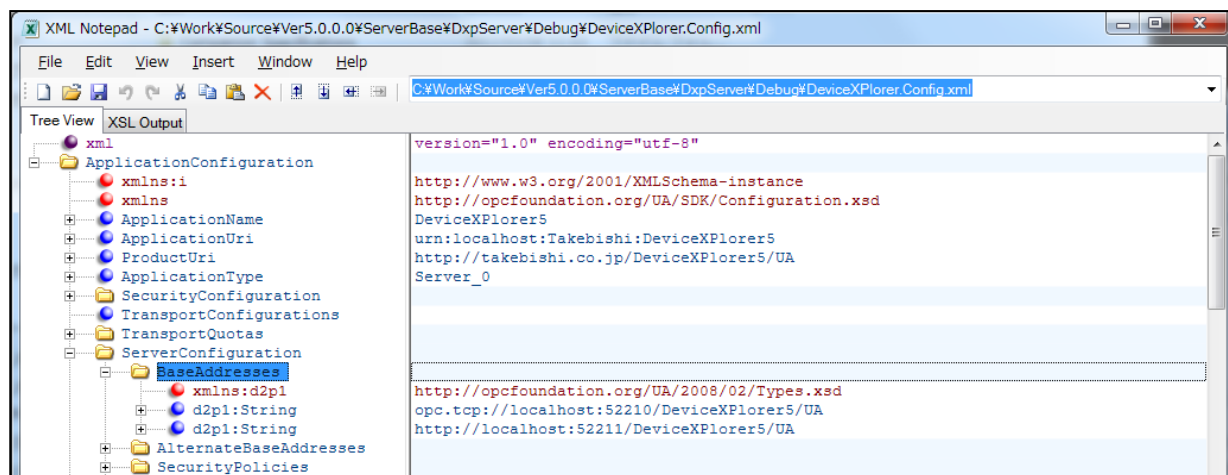 XML Notepad - C:¥Work¥Source¥Ver5.0.0.0¥ServerBase¥DxpServer¥Debug¥DeviceXPlorer.Config.xml
File Edit View Insert Window Help
C:¥Work¥Source¥Ver5.0.0.0¥ServerBase¥DxpServer¥Debug¥DeviceXPlorer.Config.xml
Tree View XSL Output
xml version="1.0" encoding="utf-8"
ApplicationConfiguration
xmlns:i http://www.w3.org/2001/XMLSchema-instance
xmlns http://opcfoundation.org/UA/SDK/Configuration.xsd
ApplicationName DeviceXPlorer5
ApplicationUri urn:localhost:Takebishi:DeviceXPlorer5
ProductUri http://takebishi.co.jp/DeviceXPlorer5/UA
ApplicationType Server_0
SecurityConfiguration
TransportConfigurations
TransportQuotas
ServerConfiguration
BaseAddresses
xmlns:d2p1 http://opcfoundation.org/UA/2008/02/Types.xsd
d2p1:String opc.tcp://localhost:52210/DeviceXPlorer5/UA
d2p1:String http://localhost:52211/DeviceXPlorer5/UA
AlternateBaseAddresses
SecurityPolicies